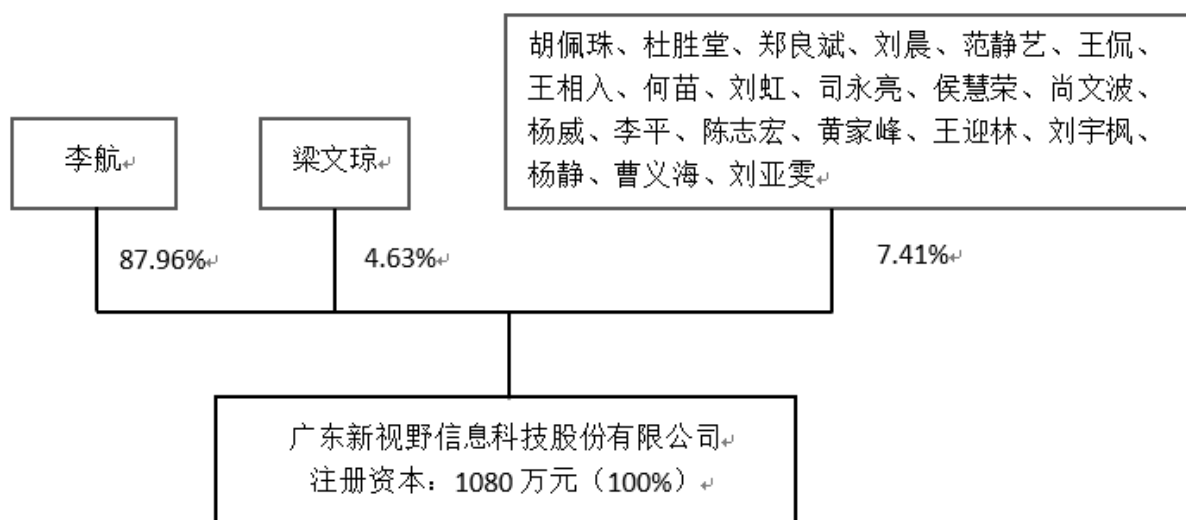 李航
梁文琼
胡佩珠、杜胜堂、郑良斌、刘晨、范静艺、王侃、
王相入、何苗、刘虹、司永亮、侯慧荣、尚文波、
杨威、李平、陈志宏、黄家峰、王迎林、刘宇枫、
杨静、曹义海、刘亚雯
87.96%
4.63%
7.41%
广东新视野信息科技股份有限公司
注册资本：1080 万元（100%）